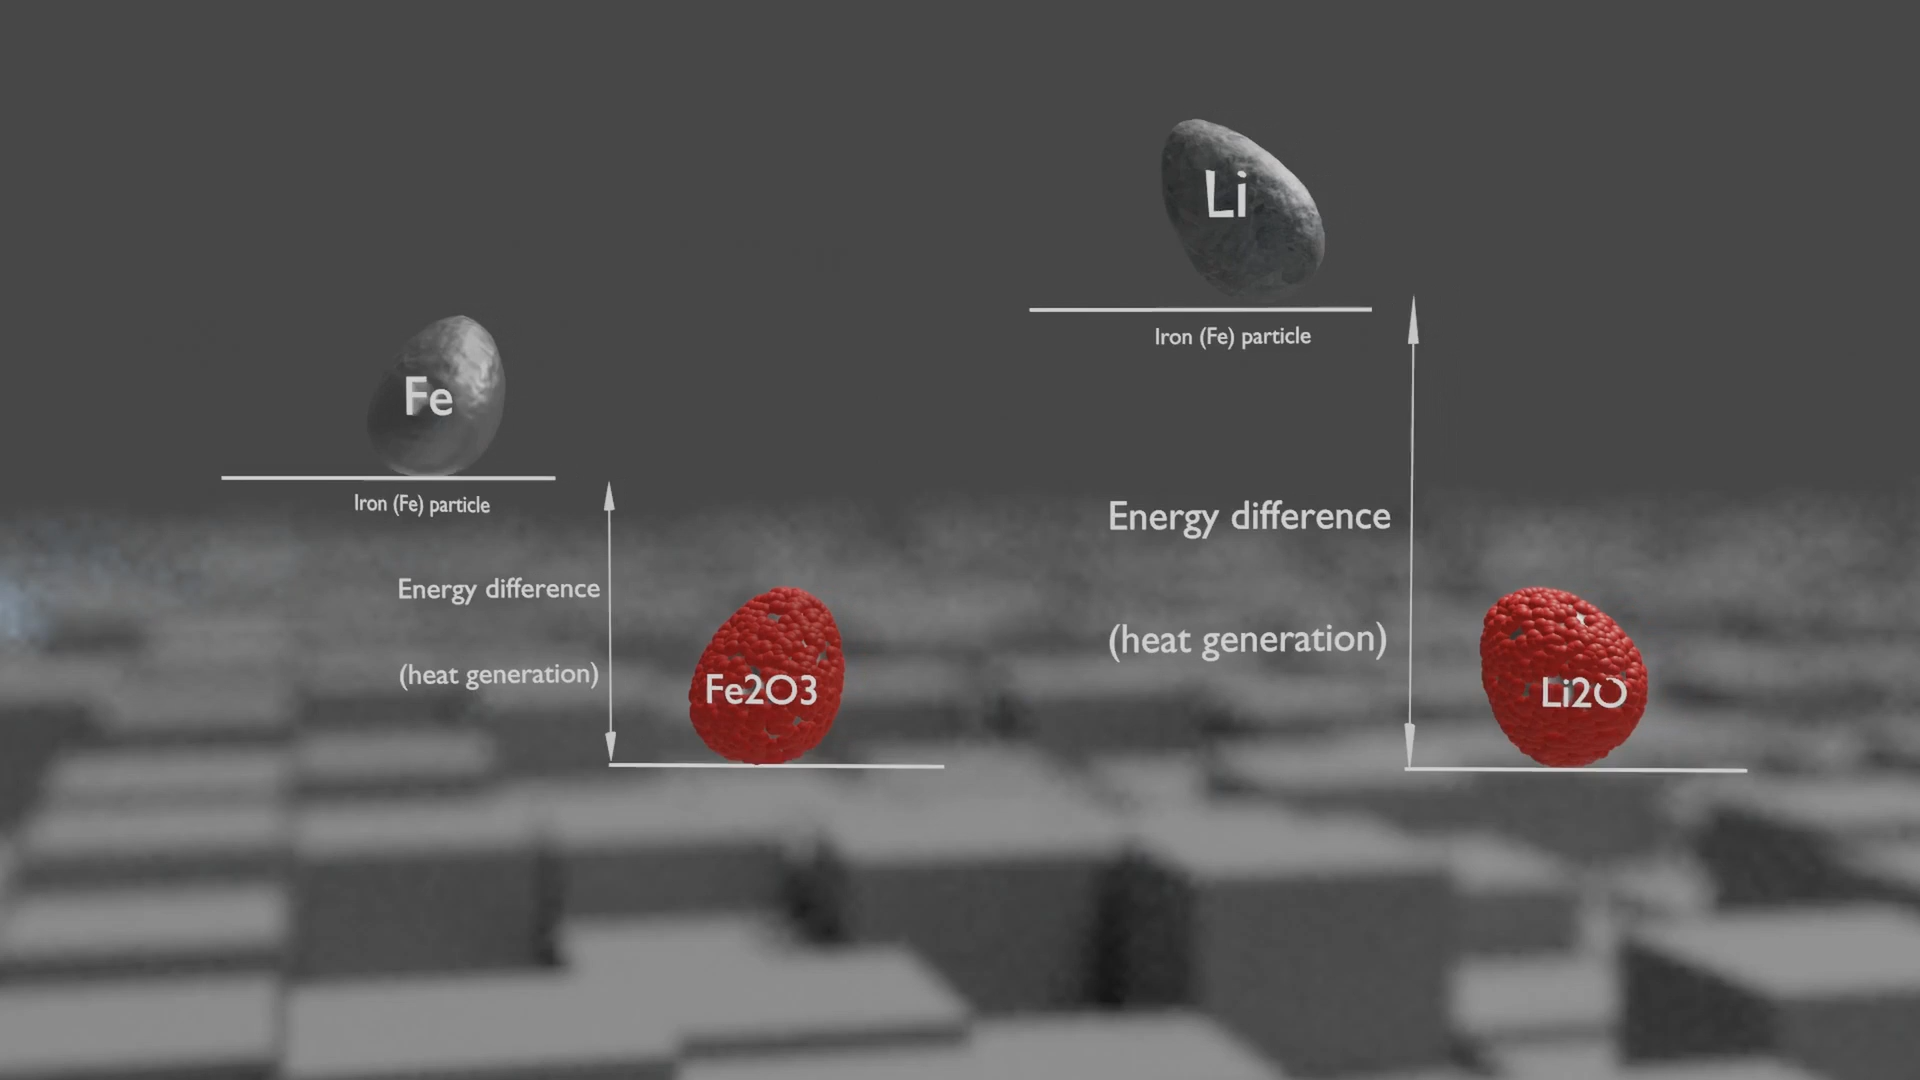 Fe
Iron (Fe) particle
Energy difference
(heat generation)
Fe2O3
Li
Iron (Fe) particle
Energy difference
(heat generation)
Li2O